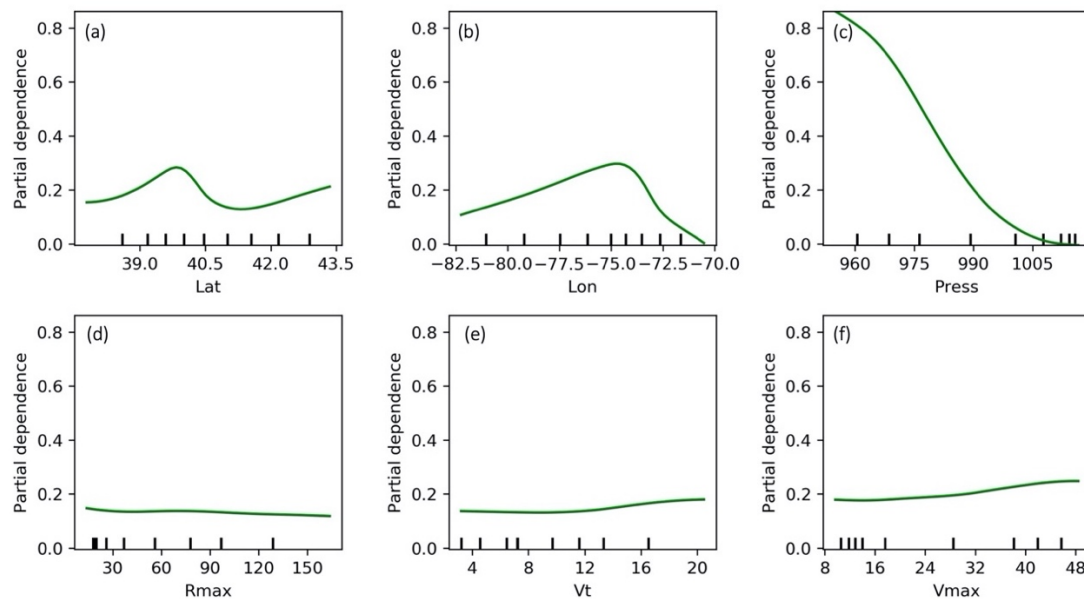 (a)
Partial dependence
0.8
0.6
0.4
0.2
0.0
39.0 40.5 42.0 43.5
Lat
(b)
Partial dependence
0.8
0.6
0.4
0.2
0.0
−82.5 −80.0 −77.5 −75.0 −72.5 −70.0
Lon
(c)
Partial dependence
0.8
0.6
0.4
0.2
0.0
960 975 990 1005
Press
(d)
Partial dependence
0.8
0.6
0.4
0.2
0.0
30 60 90 120 150
Rmax
(e)
Partial dependence
0.8
0.6
0.4
0.2
0.0
4 8 12 16 20
Vt
(f)
Partial dependence
0.8
0.6
0.4
0.2
0.0
8 16 24 32 40 48
Vmax